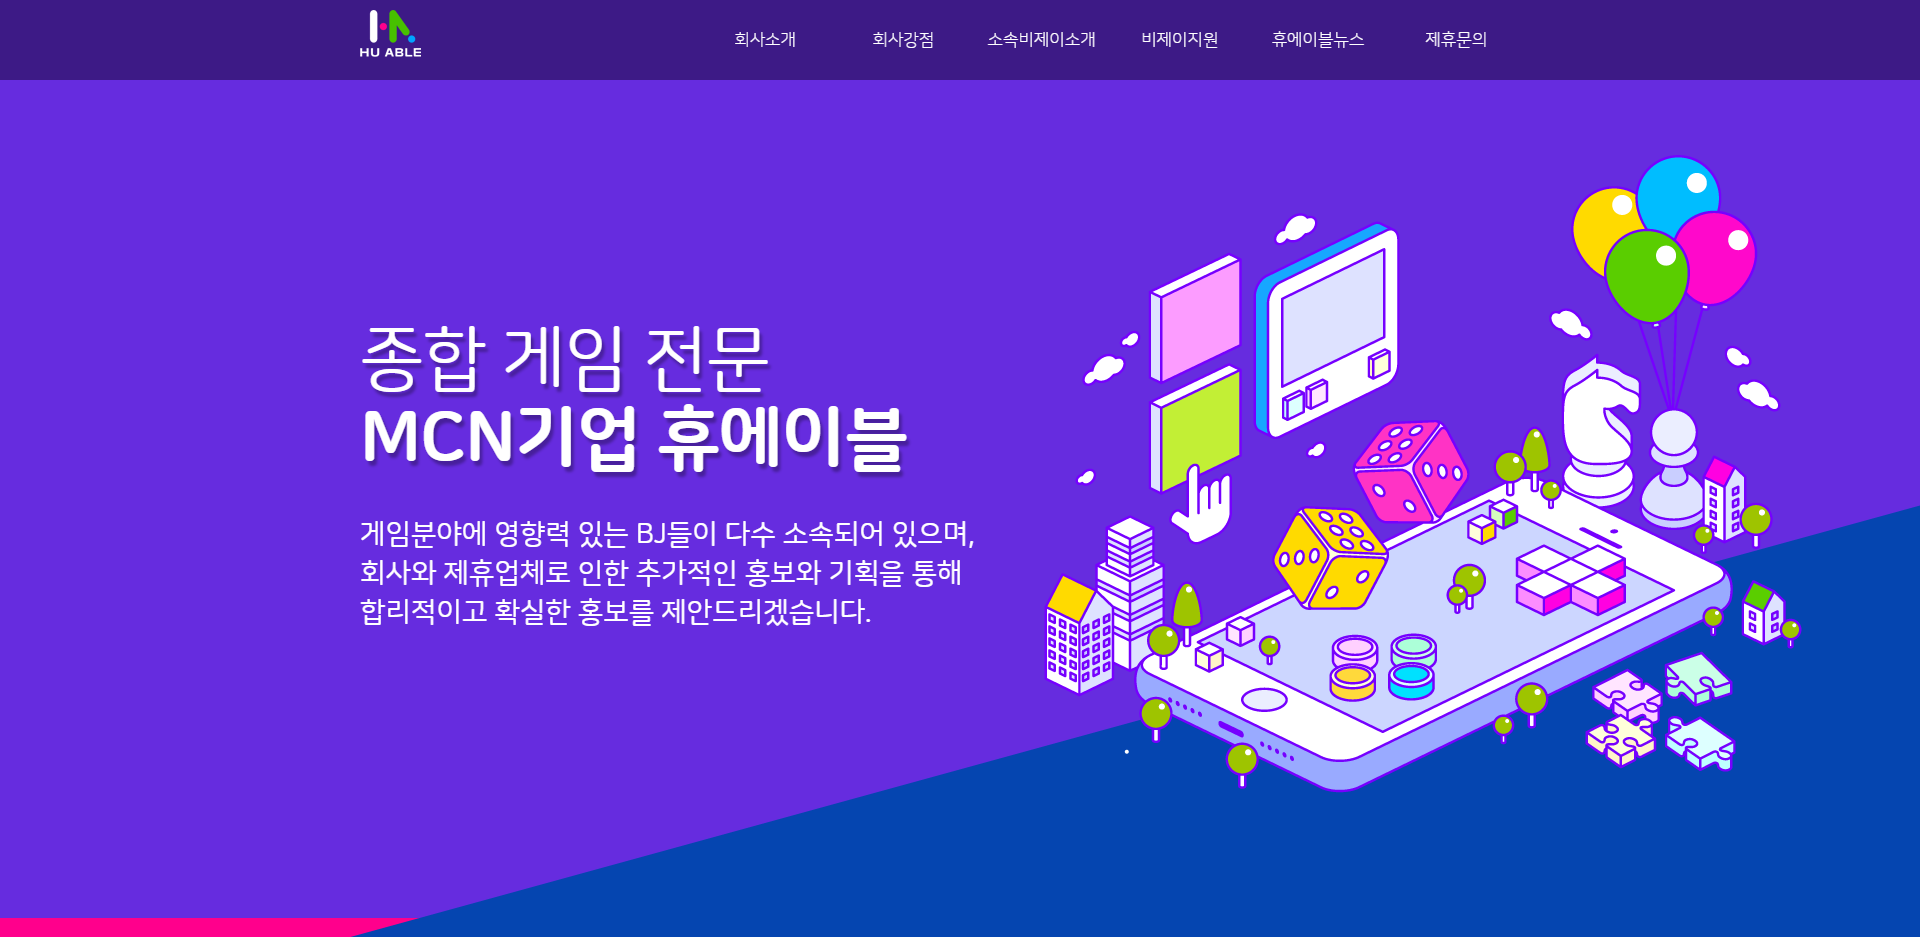 HU ABLE
회사소개 회사강점 소속비제이소개 비제이지원 휴에이블뉴스 제휴문의
종합 게임 전문
MCN기업 휴에이블
게임분야에 영향력 있는 BJ들이 다수 소속되어 있으며,
회사와 제휴업체로 인한 추가적인 홍보와 기획을 통해
합리적이고 확실한 홍보를 제안드리겠습니다.